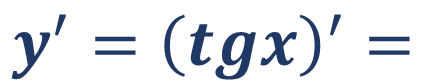 y′ = (tgx)′ =